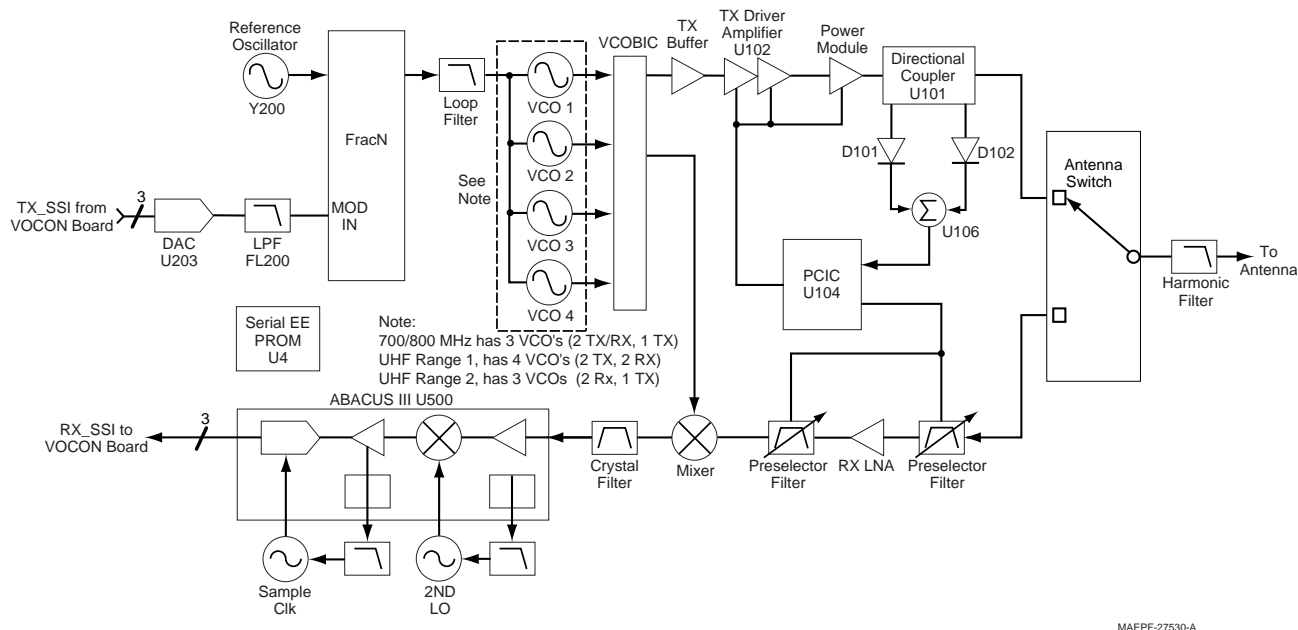 Reference
Oscillator
Y200
FracN
MOD
IN
Loop
Filter
See
Note
VCO 1
VCO 2
VCO 3
VCO 4
VCOBIC
TX
Buffer
TX Driver
Amplifier
U102
Power
Module
Directional
Coupler
U101
D101
D102
Σ
U106
PCIC
U104
Antenna
Switch
Harmonic
Filter
To
Antenna
TX_SSI from
VOCON Board
3
DAC
U203
LPF
FL200
Serial EE
PROM
U4
Note:
700/800 MHz has 3 VCO's (2 TX/RX, 1 TX)
UHF Range 1, has 4 VCO's (2 TX, 2 RX)
UHF Range 2, has 3 VCOs (2 Rx, 1 TX)
ABACUS III U500
RX_SSI to
VOCON Board
3
Crystal
Filter
Mixer
Preselector
Filter
RX LNA
Preselector
Filter
Sample
Clk
2ND
LO
MAEPF-27530-A